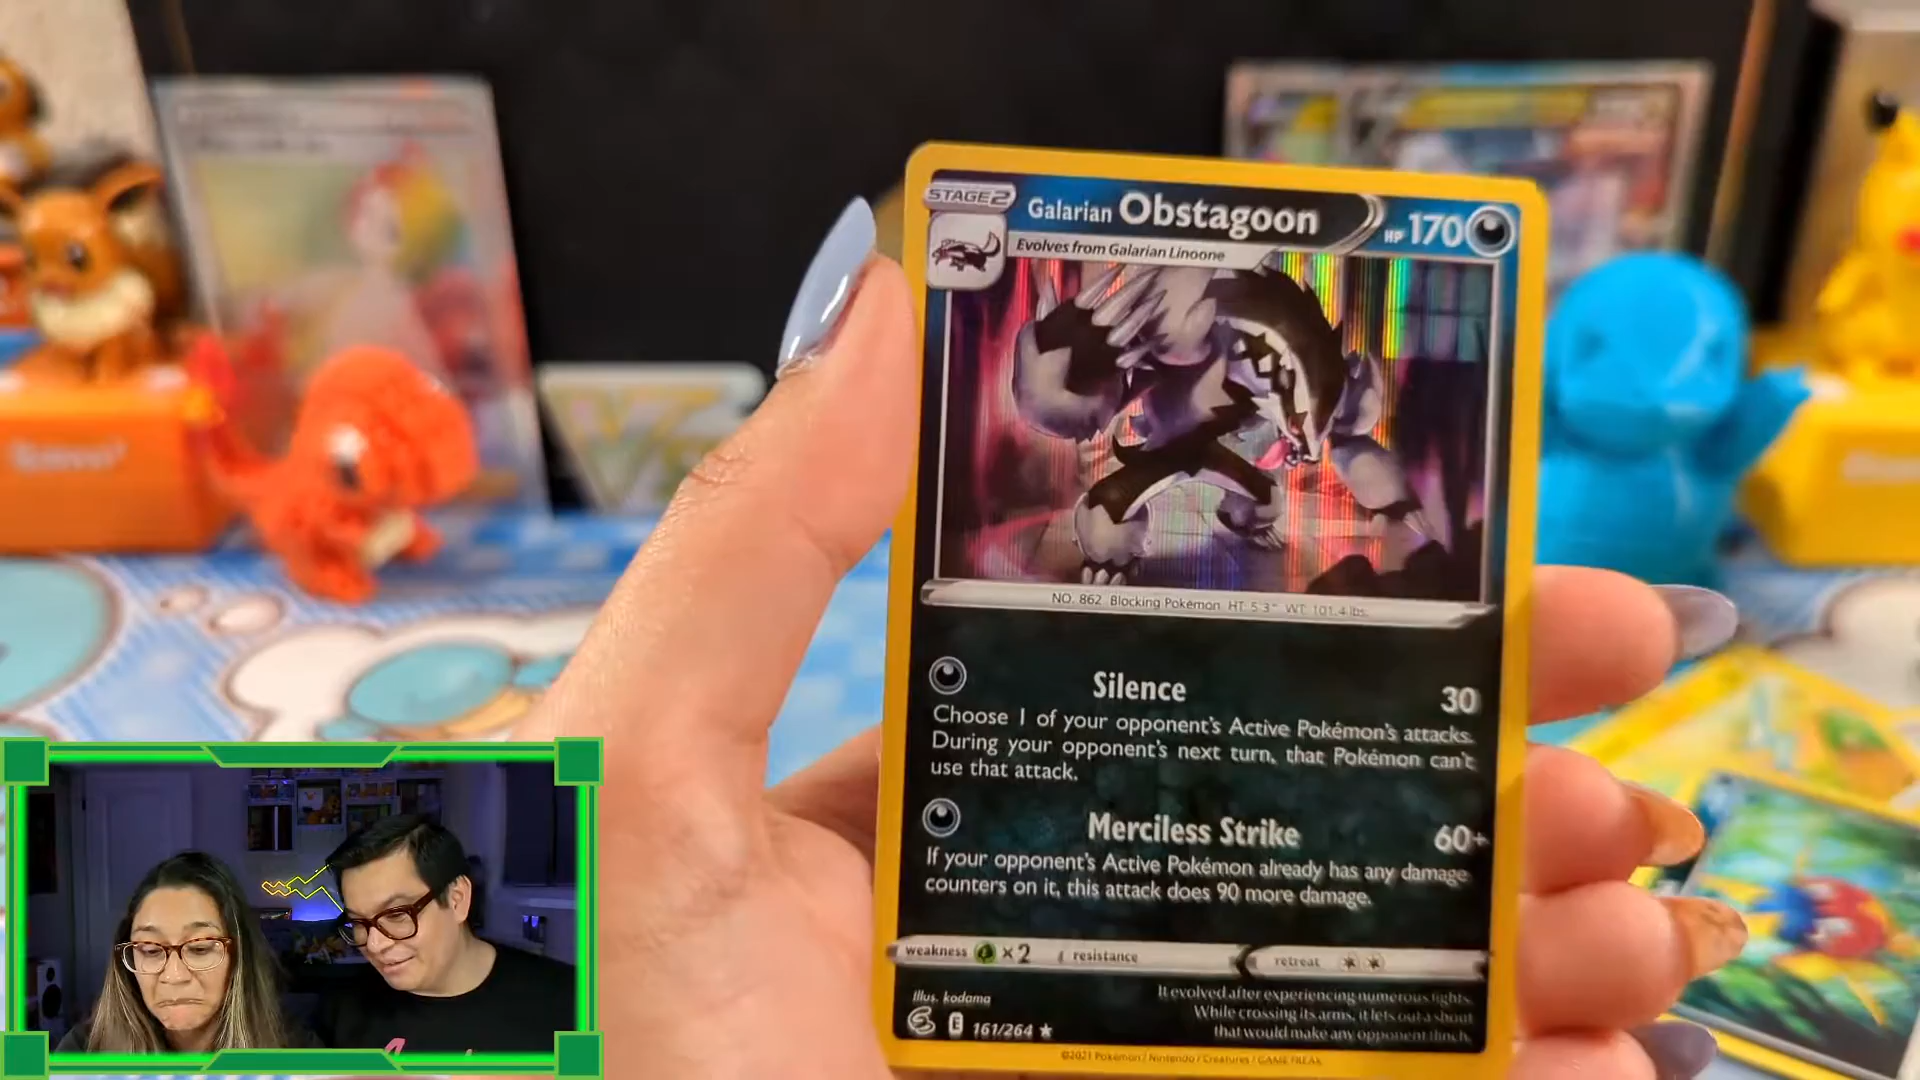 STAGE 2
Galarian Obstagoon
HP 170
Evolves from Galarian Linoone
NO. 862 Blocking Pokémon HT: 5'3" WT: 101.4 lbs.
Silence 30
Choose 1 of your opponent's Active Pokémon's attacks.
During your opponent's next turn, that Pokémon can't
use that attack.
Merciless Strike 60+
If your opponent's Active Pokémon already has any damage
counters on it, this attack does 90 more damage.
weakness ×2 resistance retreat
Illus. kodama
It evolved after experiencing numerous fights.
While crossing its arms, it lets out a shout
that would make any opponent flinch.
E 161/264 ★
©2021 Pokémon / Nintendo / Creatures / GAME FREAK